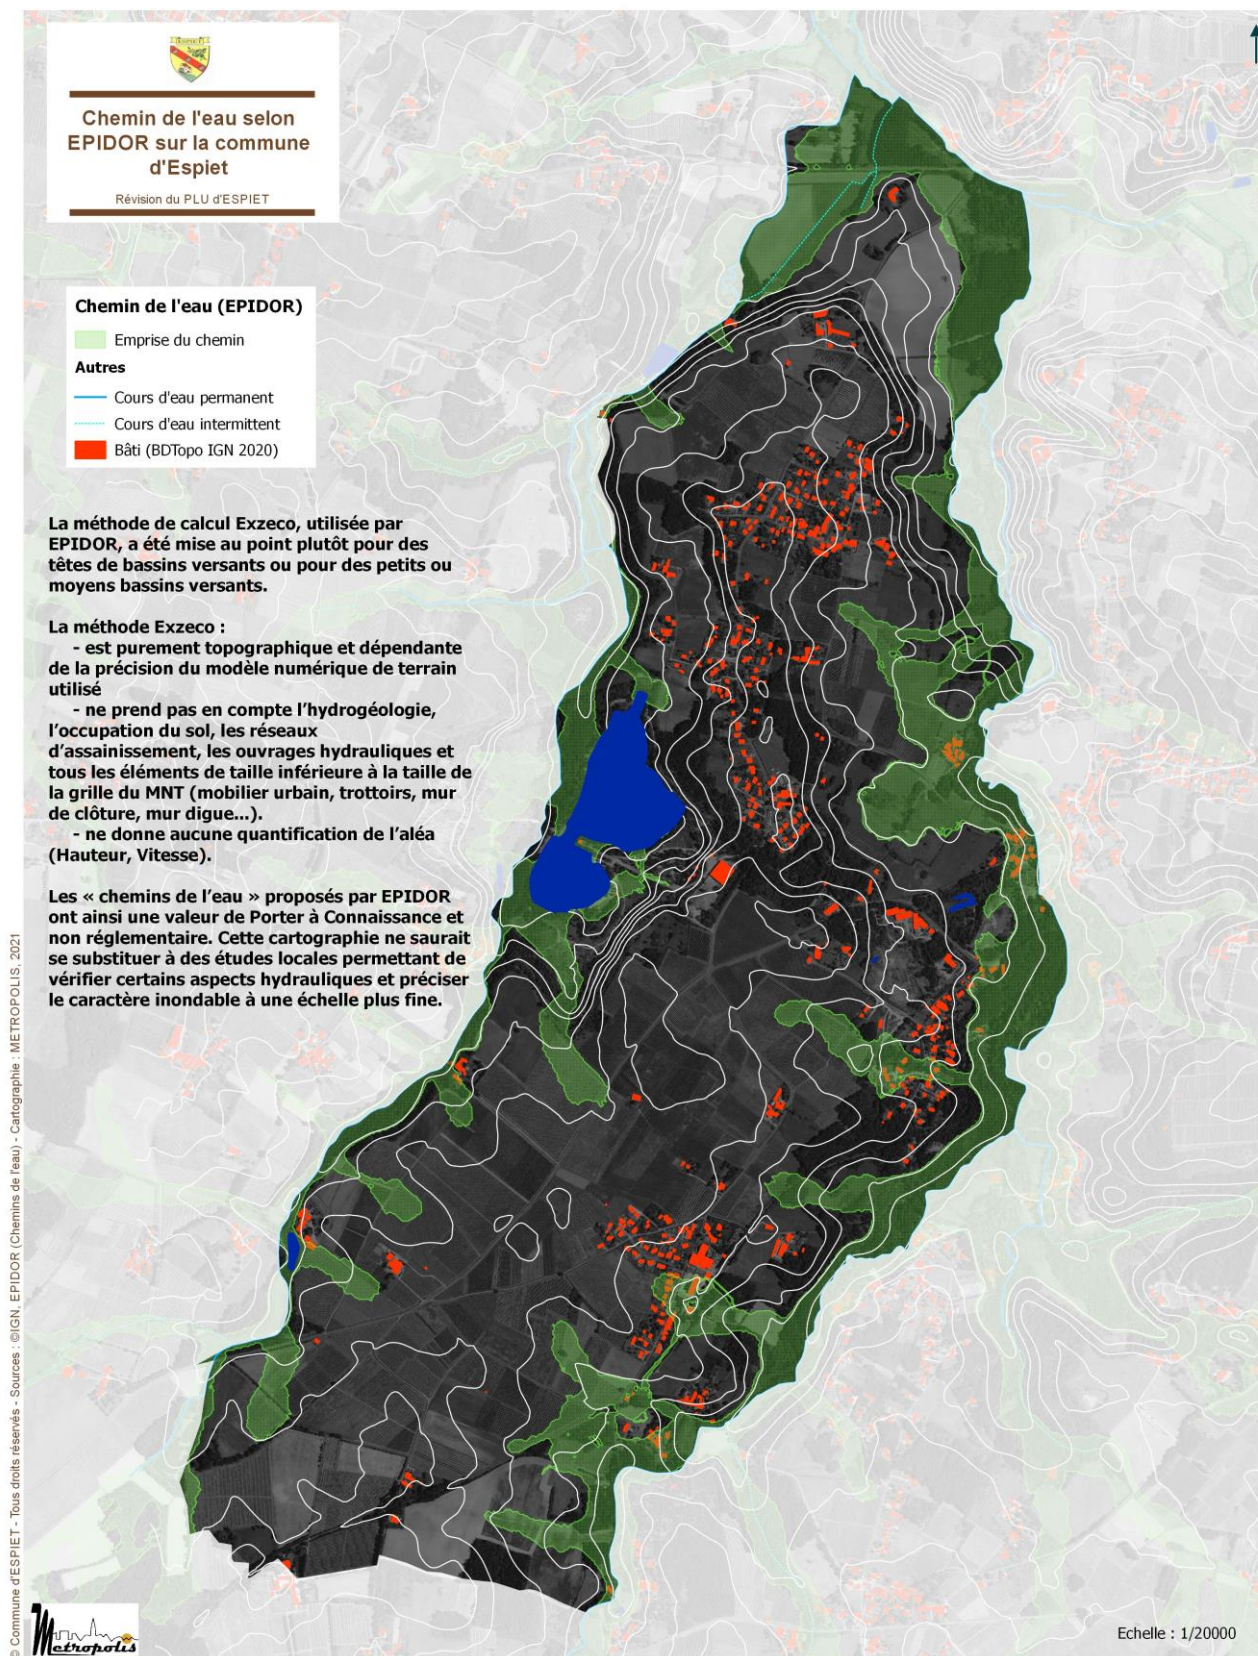 Chemin de l'eau selon
EPIDOR sur la commune
d'Espiet
Révision du PLU d'ESPIET
Chemin de l'eau (EPIDOR)
Emprise du chemin
Autres
Cours d'eau permanent
Cours d'eau intermittent
Bâti (BDTopo IGN 2020)
La méthode de calcul Exzeco, utilisée par
EPIDOR, a été mise au point plutôt pour des
têtes de bassins versants ou pour des petits ou
moyens bassins versants.
La méthode Exzeco :
- est purement topographique et dépendante
de la précision du modèle numérique de terrain
utilisé
- ne prend pas en compte l'hydrogéologie,
l'occupation du sol, les réseaux
d'assainissement, les ouvrages hydrauliques et
tous les éléments de taille inférieure à la taille de
la grille du MNT (mobilier urbain, trottoirs, mur
de clôture, mur digue...).
- ne donne aucune quantification de l'aléa
(Hauteur, Vitesse).
Les « chemins de l'eau » proposés par EPIDOR
ont ainsi une valeur de Porter à Connaissance et
non réglementaire. Cette cartographie ne saurait
se substituer à des études locales permettant de
vérifier certains aspects hydrauliques et préciser
le caractère inondable à une échelle plus fine.
© Commune d'ESPIET - Tous droits réservés - Sources : ©IGN, EPIDOR (Chemins de l'eau) - Cartographie : METROPOLIS, 2021
Metropolis
Echelle : 1/20000